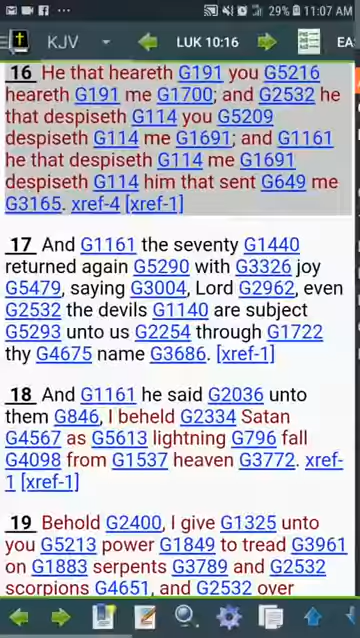 29% 11:07 AM
KJV LUK 10:16 EA
16 He that heareth G191 you G5216
heareth G191 me G1700; and G2532 he
that despiseth G114 you G5209
despiseth G114 me G1691; and G1161
he that despiseth G114 me G1691
despiseth G114 him that sent G649 me
G3165. xref-4 [xref-1]
17 And G1161 the seventy G1440
returned again G5290 with G3326 joy
G5479, saying G3004, Lord G2962, even
G2532 the devils G1140 are subject
G5293 unto us G2254 through G1722
thy G4675 name G3686. [xref-1]
18 And G1161 he said G2036 unto
them G846, I beheld G2334 Satan
G4567 as G5613 lightning G796 fall
G4098 from G1537 heaven G3772. xref-
1 [xref-1]
19 Behold G2400, I give G1325 unto
you G5213 power G1849 to tread G3961
on G1883 serpents G3789 and G2532
scorpions G4651, and G2532 over